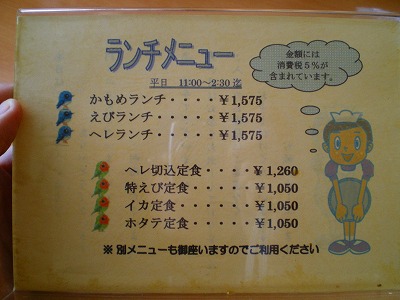 ランチメニュー
平日 11:00～2:30 迄
金額には
消費税5％が
含まれています。
かもめランチ・・・・￥1,575
えびランチ・・・・・￥1,575
ヘレランチ・・・・・￥1,575
ヘレ切込定食・・・・￥1,260
特えび定食・・・・・￥1,050
イカ定食・・・・・・￥1,050
ホタテ定食・・・・・￥1,050
※ 別メニューも御座いますのでご利用ください